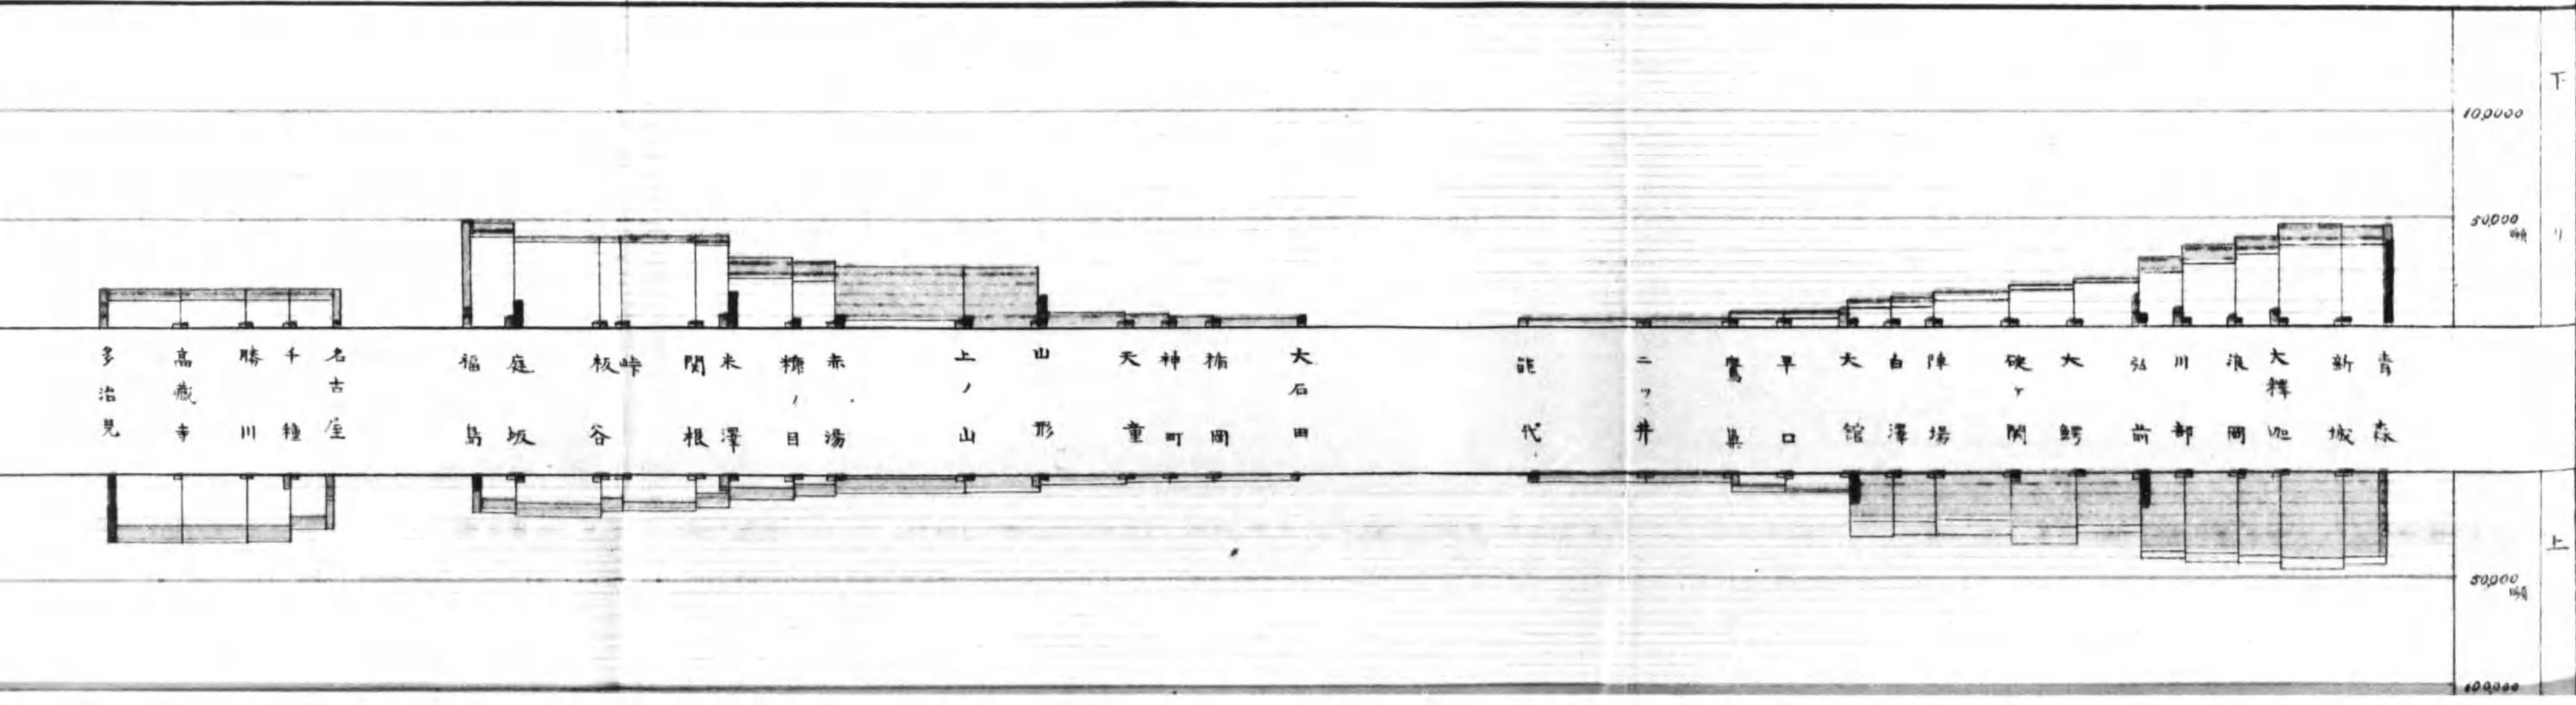 下
100,000
50,000
噸
リ
多治見
高蔵寺
勝川
千種
名古屋
福島
庭坂
板谷
峠
関根
米澤
糠ノ目
赤湯
上ノ山
山形
天童
神町
楯岡
大石田
能代
二ッ井
鷹巣
早口
大館
白澤
陣場
碇ヶ関
大鰐
弘前
川部
浪岡
大釋迦
新城
青森
上
50,000
噸
100,000